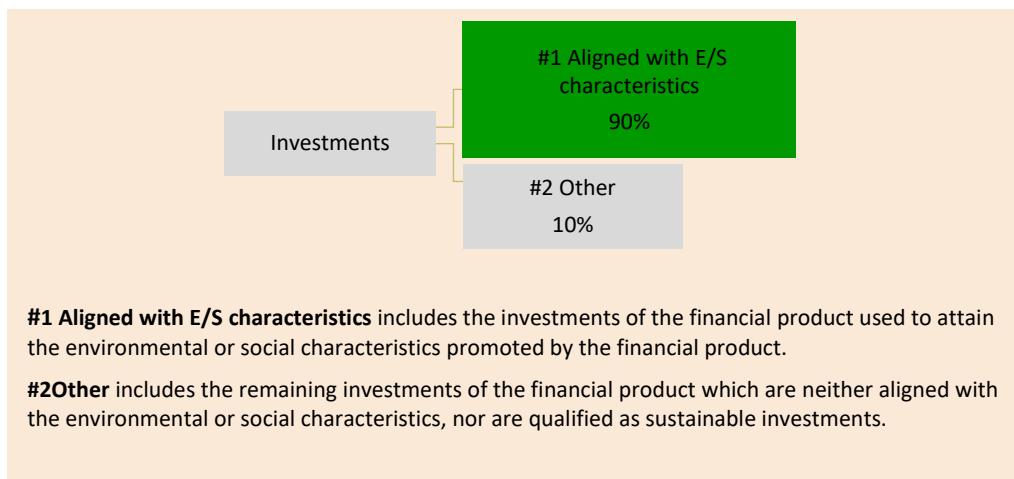 #1 Aligned with E/S
characteristics
90%
Investments
#2 Other
10%
#1 Aligned with E/S characteristics includes the investments of the financial product used to attain
the environmental or social characteristics promoted by the financial product.
#2Other includes the remaining investments of the financial product which are neither aligned with
the environmental or social characteristics, nor are qualified as sustainable investments.